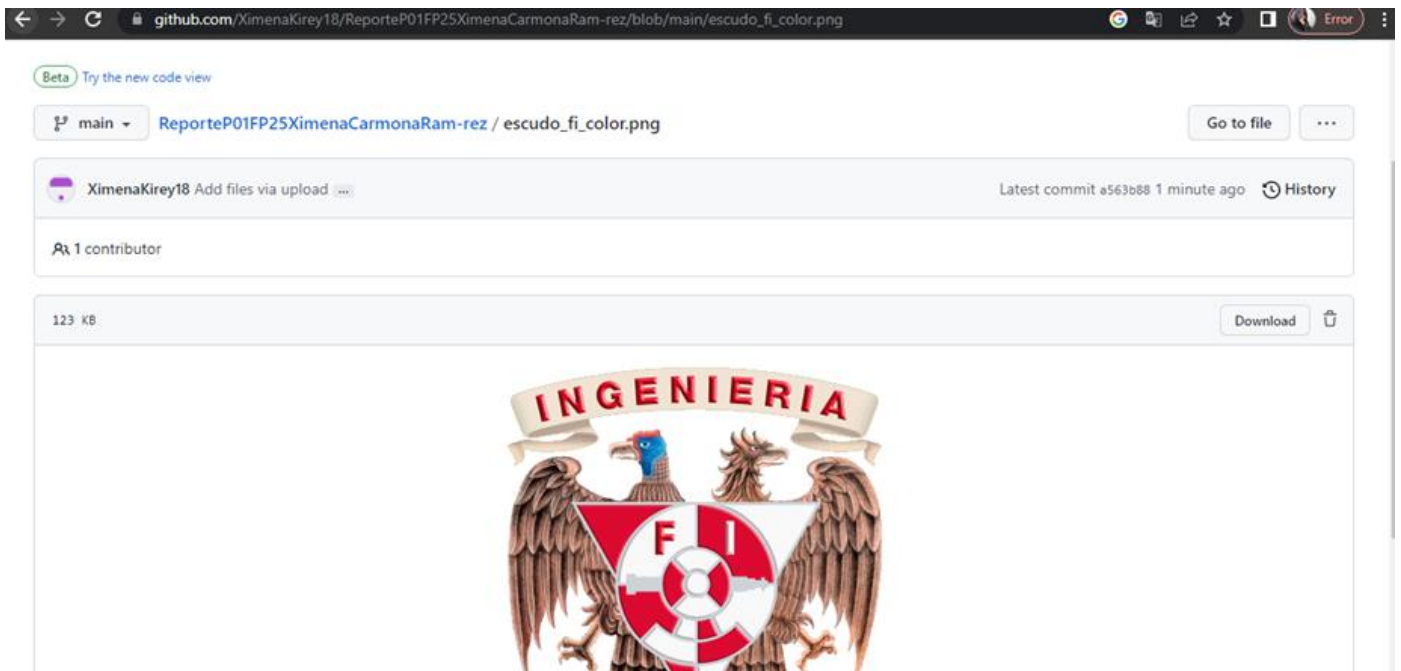 github.com/XimenaKirey18/ReporteP01FP25XimenaCarmonaRam-rez/blob/main/escudo_fi_color.png
Error
Beta Try the new code view
main ReporteP01FP25XimenaCarmonaRam-rez / escudo_fi_color.png Go to file ...
XimenaKirey18 Add files via upload ... Latest commit a563b88 1 minute ago History
1 contributor
123 KB Download
INGENIERIA
F I